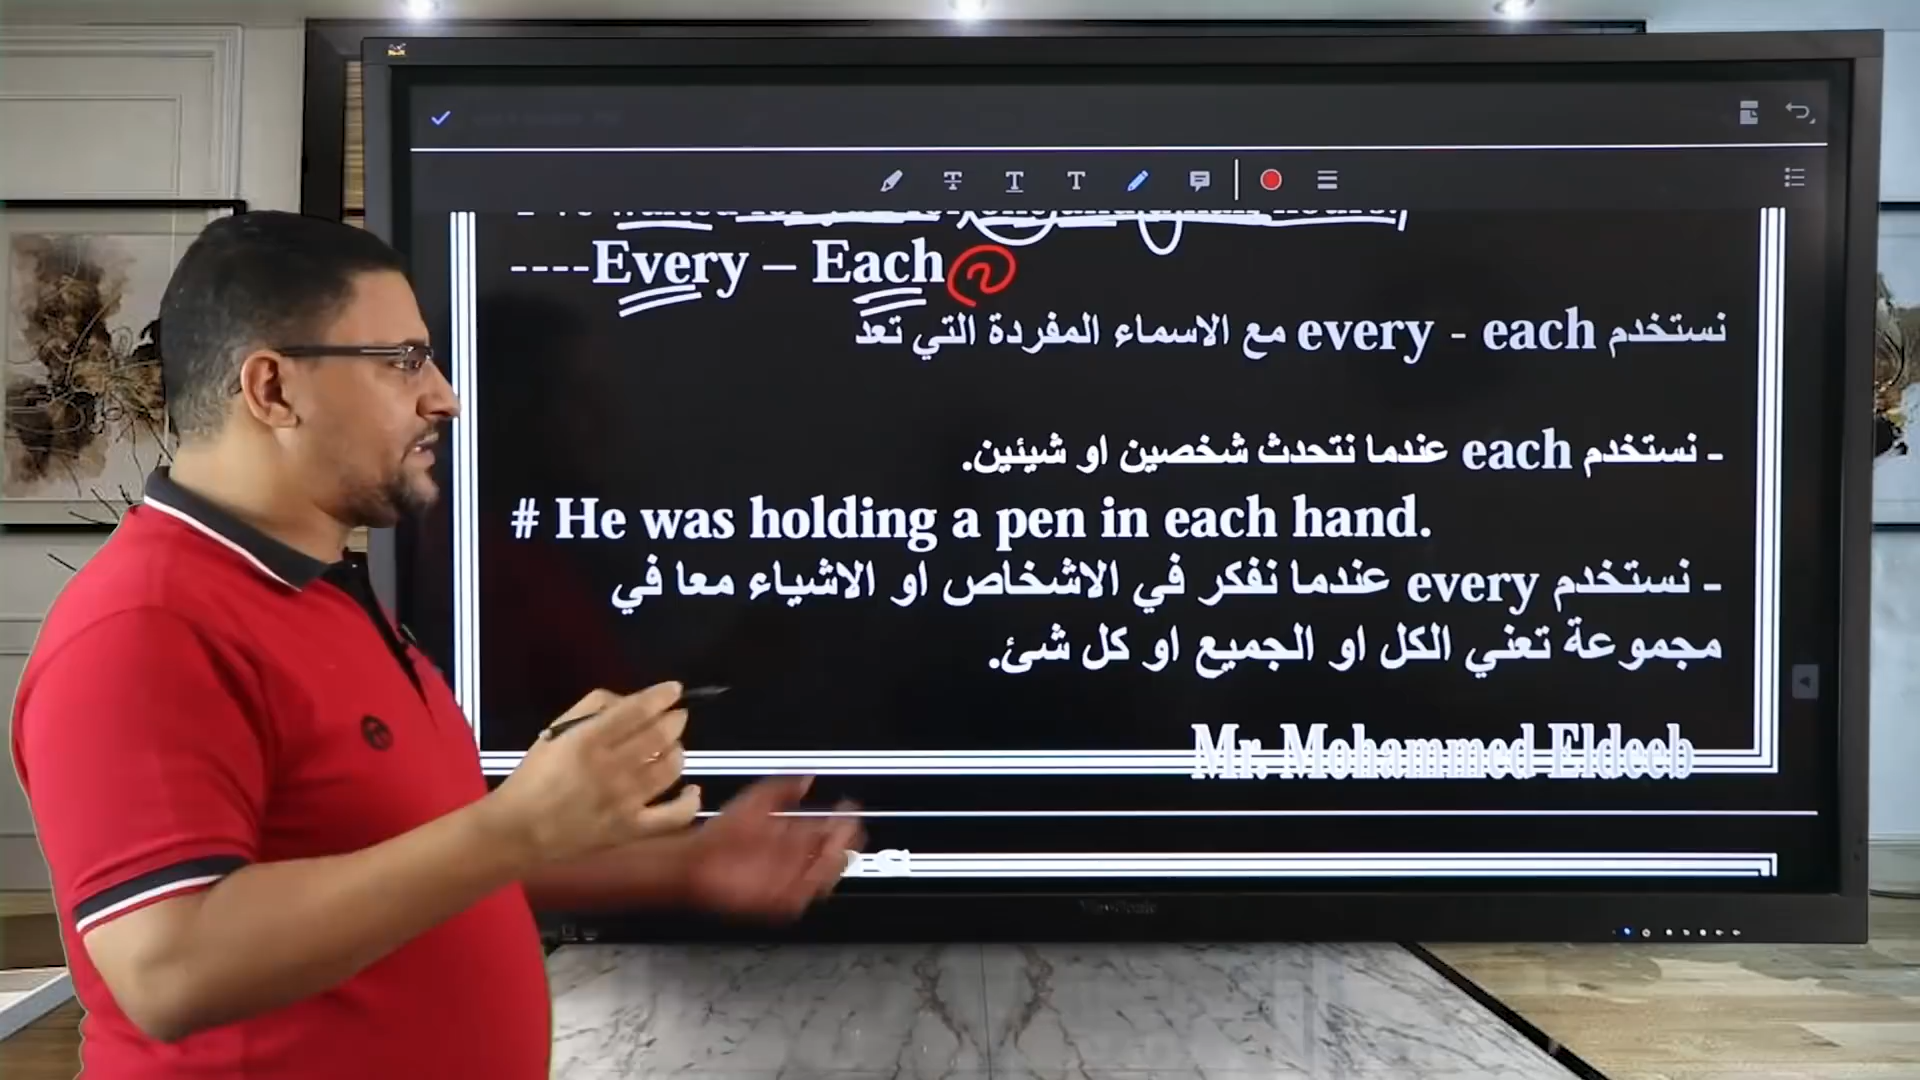 ----Every – Each
نستخدم every - each مع الاسماء المفردة التي تعد
- نستخدم each عندما نتحدث شخصين او شيئين.
# He was holding a pen in each hand.
- نستخدم every عندما نفكر في الاشخاص او الاشياء معا في
مجموعة تعني الكل او الجميع او كل شئ.
Mr. Mohammed Eldeeb
ViewSonic